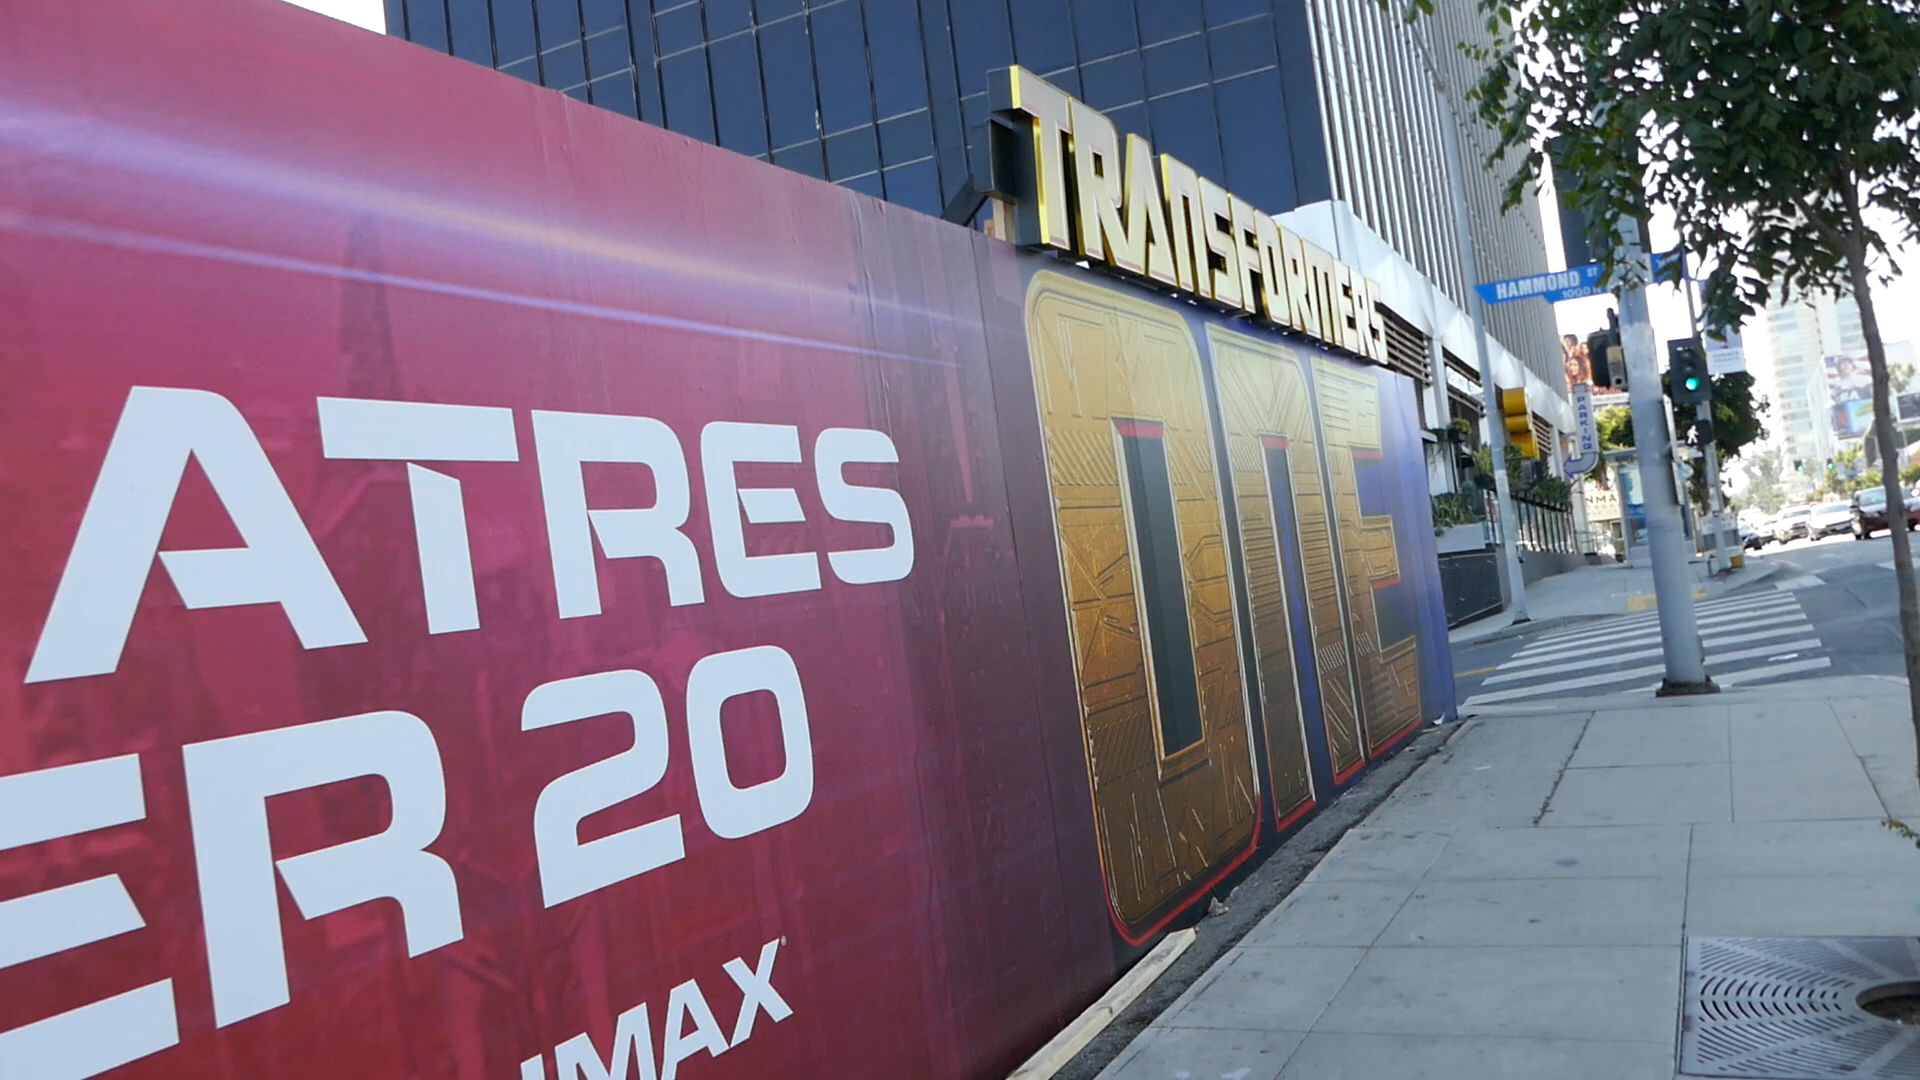 ATRES
ER 20
IMAX
TRANSFORMERS
ONE
HAMMOND ST
1000
PARKING